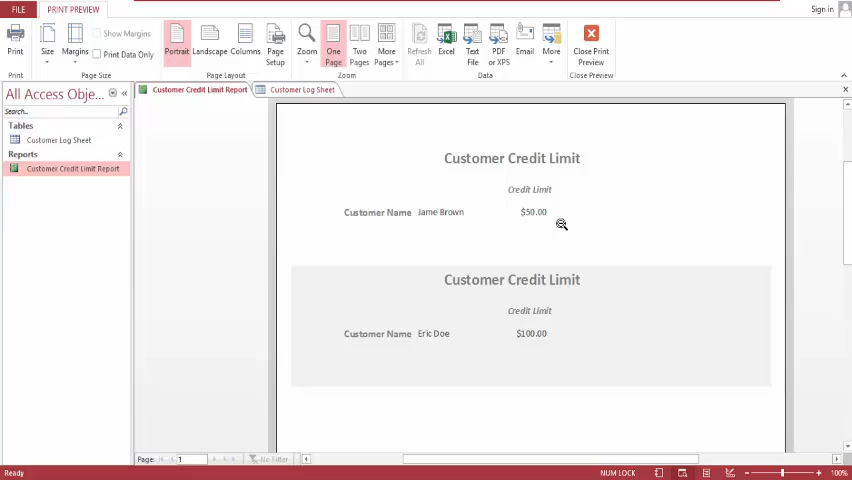 FILE PRINT PREVIEW Sign in
Print Size Margins Show Margins Print Data Only Portrait Landscape Columns Page Setup Zoom One Page Two Pages More Pages Refresh All Excel Text File PDF or XPS Email More Close Print Preview
Print Page Size Page Layout Zoom Data Close Preview
All Access Obje... «
Customer Credit Limit Report Customer Log Sheet
Search..
Tables
Customer Log Sheet
Reports
Customer Credit Limit Report
Customer Credit Limit
Credit Limit
Customer Name Jame Brown $50.00
Customer Credit Limit
Credit Limit
Customer Name Eric Doe $100.00
Page: 1 No Filter
Ready NUM LOCK 100%